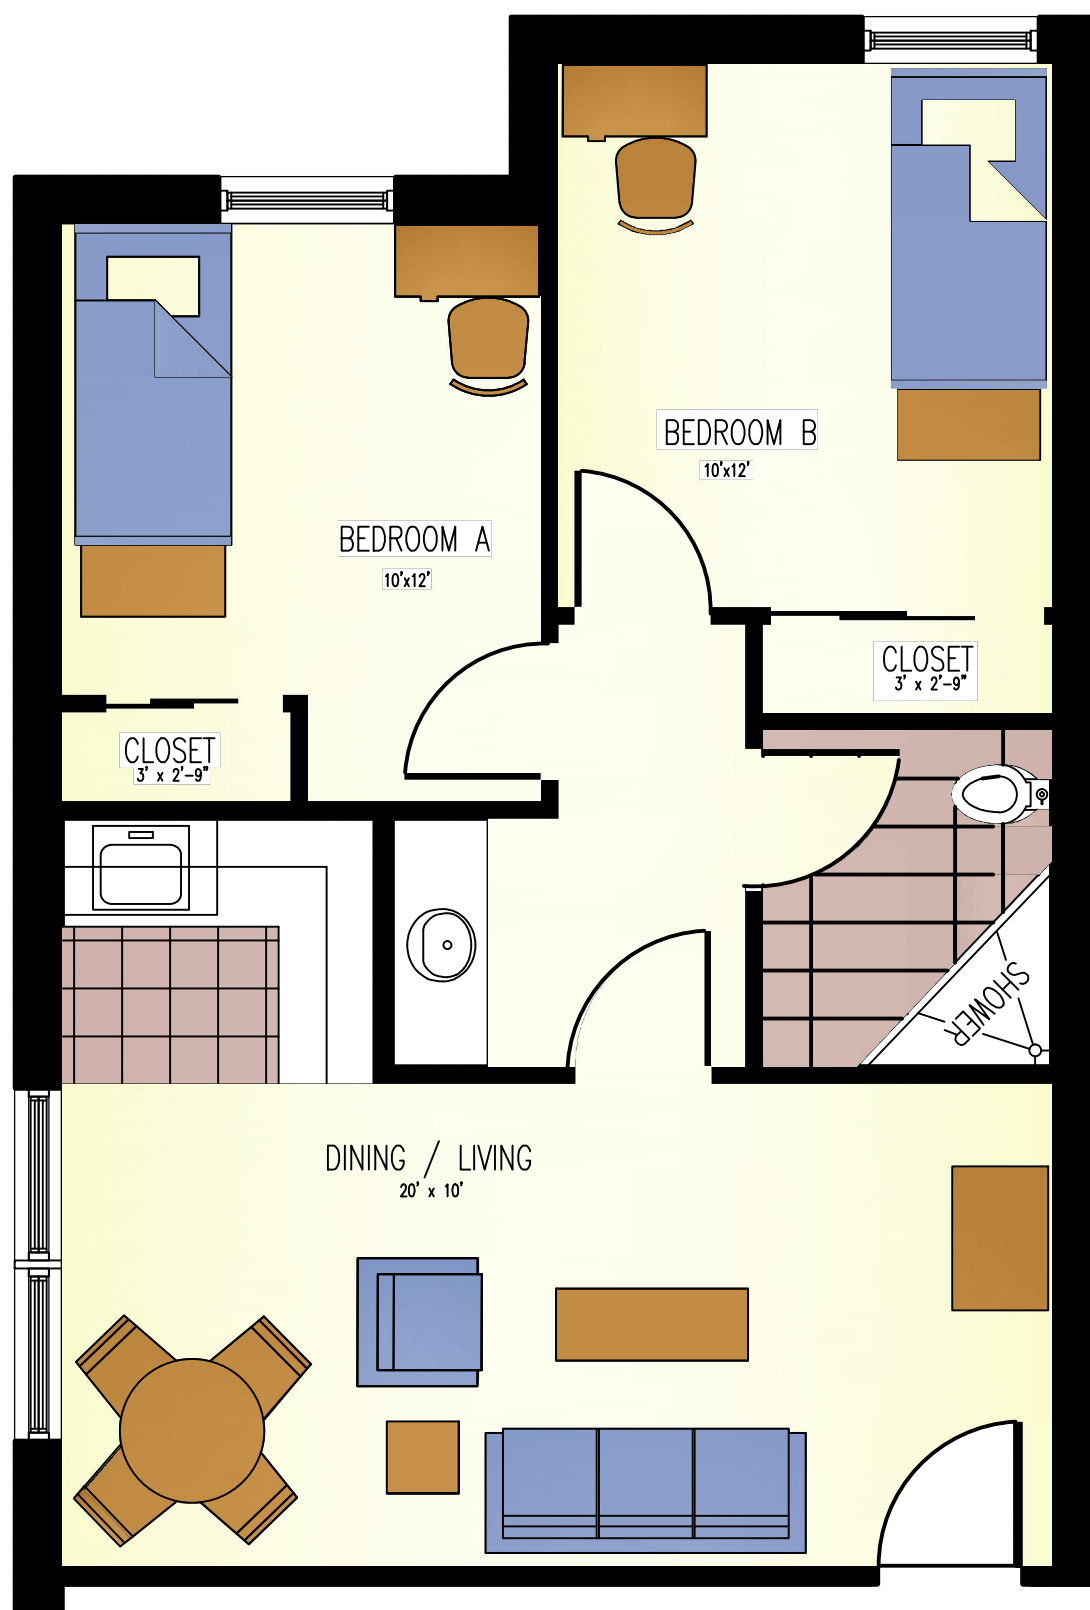 BEDROOM B
10'x12'
BEDROOM A
10'x12'
CLOSET
3' x 2'-9"
CLOSET
3' x 2'-9"
SHOWER
DINING / LIVING
20' x 10'